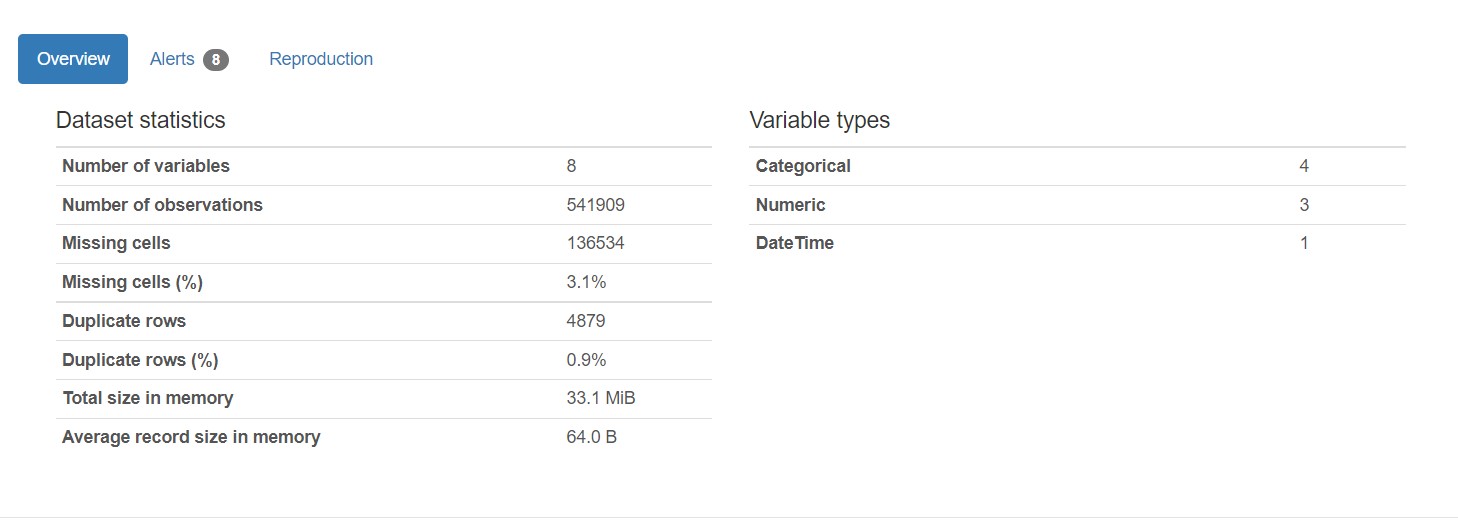 Overview Alerts 8 Reproduction
Dataset statistics
Number of variables 8
Number of observations 541909
Missing cells 136534
Missing cells (%) 3.1%
Duplicate rows 4879
Duplicate rows (%) 0.9%
Total size in memory 33.1 MiB
Average record size in memory 64.0 B
Variable types
Categorical 4
Numeric 3
DateTime 1